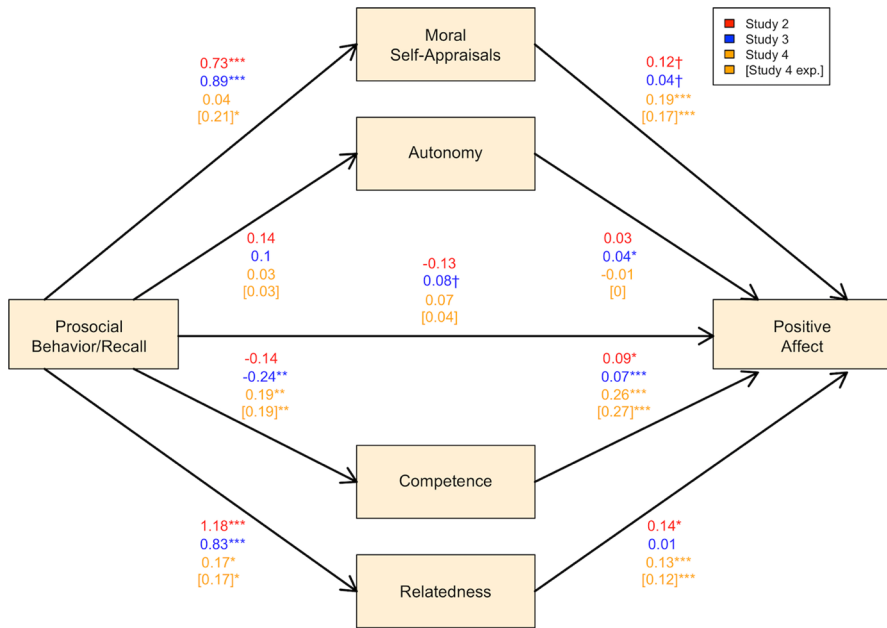 Study 2
Study 3
Study 4
[Study 4 exp.]
Moral
Self-Appraisals
0.73***
0.89***
0.04
[0.21]*
0.12†
0.04†
0.19***
[0.17]***
Autonomy
0.14
0.1
0.03
[0.03]
-0.13
0.08†
0.07
[0.04]
0.03
0.04*
-0.01
[0]
Prosocial
Behavior/Recall
Positive
Affect
-0.14
-0.24**
0.19**
[0.19]**
0.09*
0.07***
0.26***
[0.27]***
Competence
1.18***
0.83***
0.17*
[0.17]*
0.14*
0.01
0.13***
[0.12]***
Relatedness